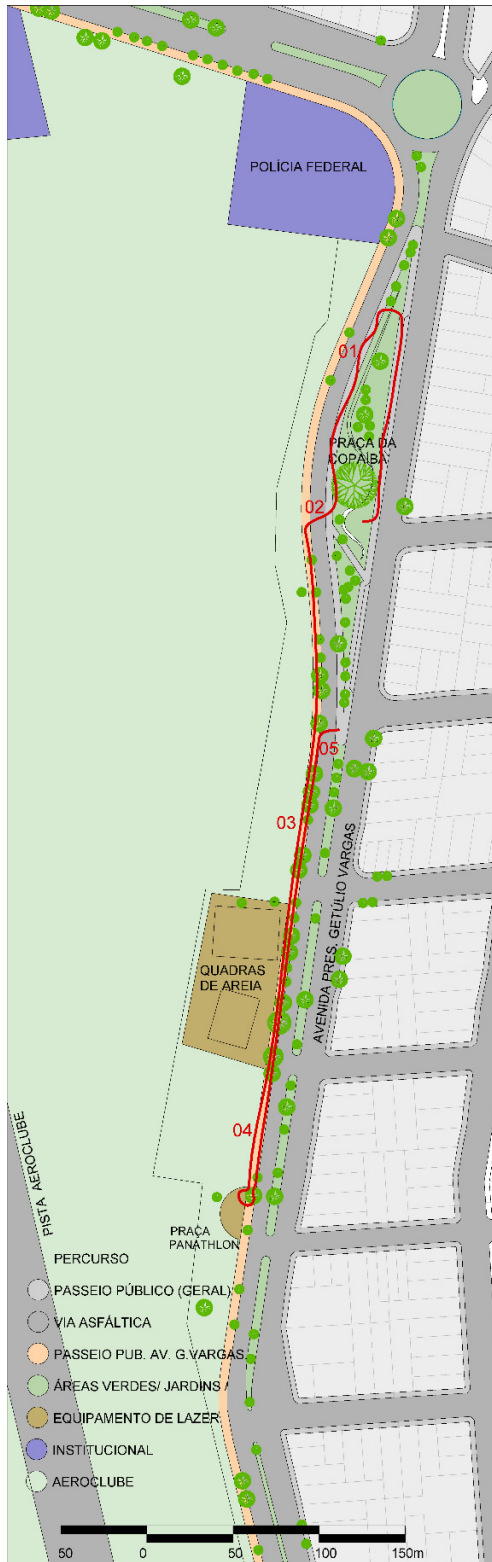 POLÍCIA FEDERAL
01
PRAÇA DA
COPAÍBA
02
05
03
AVENIDA PRES. GETÚLIO VARGAS
QUADRAS
DE AREIA
04
PISTA AEROCLUBE
PRAÇA
PANATHLON
PERCURSO
PASSEIO PÚBLICO (GERAL)
VIA ASFÁLTICA
PASSEIO PUB. AV. G.VARGAS
ÁREAS VERDES/ JARDINS /
EQUIPAMENTO DE LAZER
INSTITUCIONAL
AEROCLUBE
50 0 50 100 150m